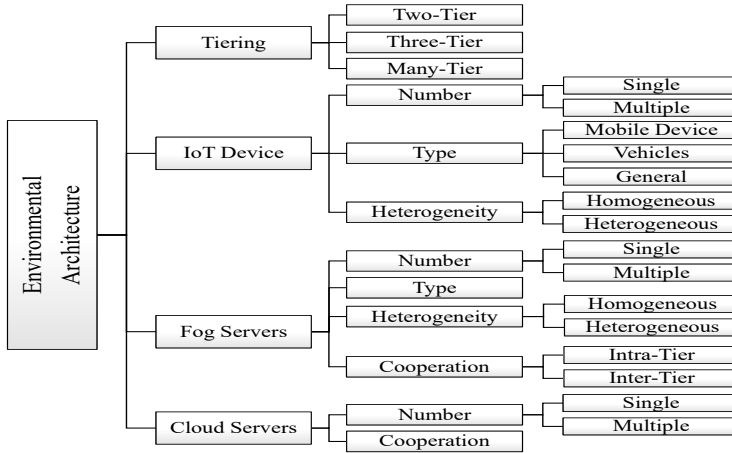 Environmental
Architecture
Tiering
Two-Tier
Three-Tier
Many-Tier
IoT Device
Number
Single
Multiple
Type
Mobile Device
Vehicles
General
Heterogeneity
Homogeneous
Heterogeneous
Fog Servers
Number
Single
Multiple
Type
Heterogeneity
Homogeneous
Heterogeneous
Cooperation
Intra-Tier
Inter-Tier
Cloud Servers
Number
Single
Multiple
Cooperation